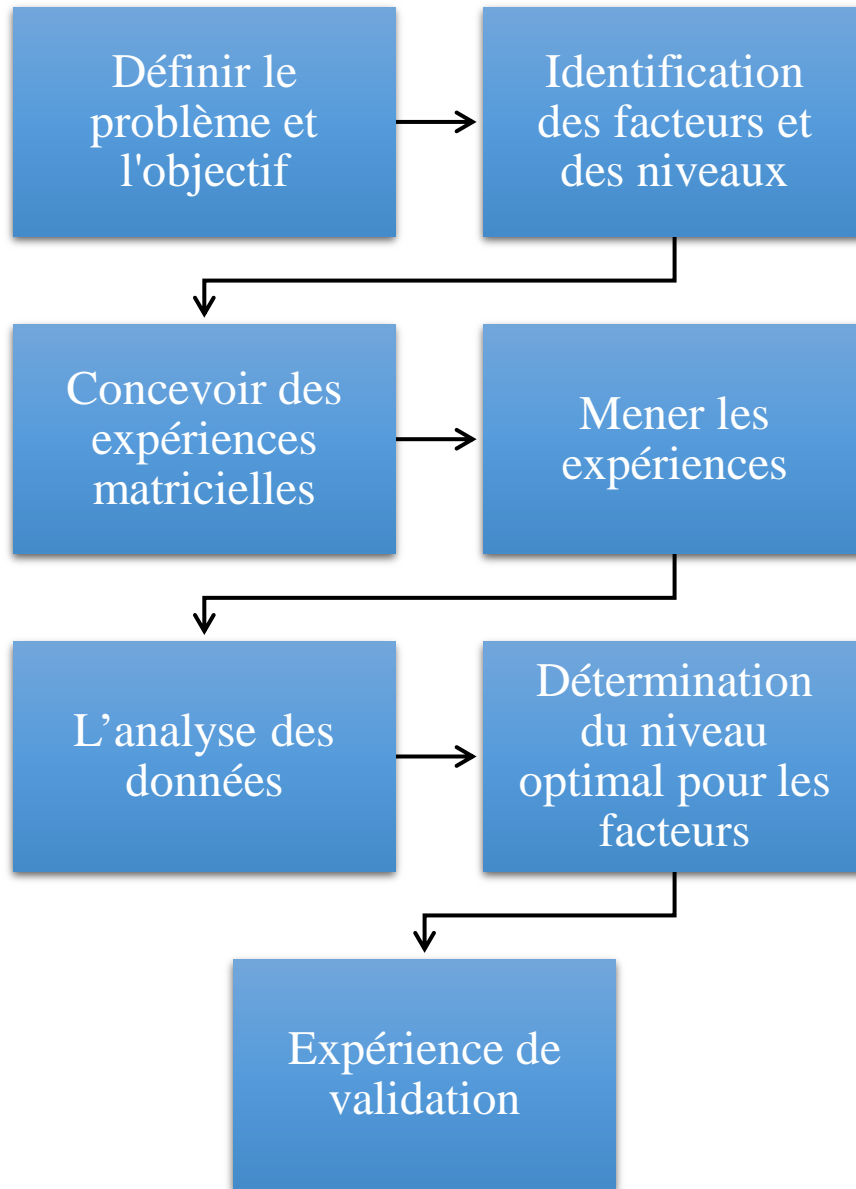 Définir le
problème et
l'objectif
Identification
des facteurs et
des niveaux
Concevoir des
expériences
matricielles
Mener les
expériences
L’analyse des
données
Détermination
du niveau
optimal pour les
facteurs
Expérience de
validation